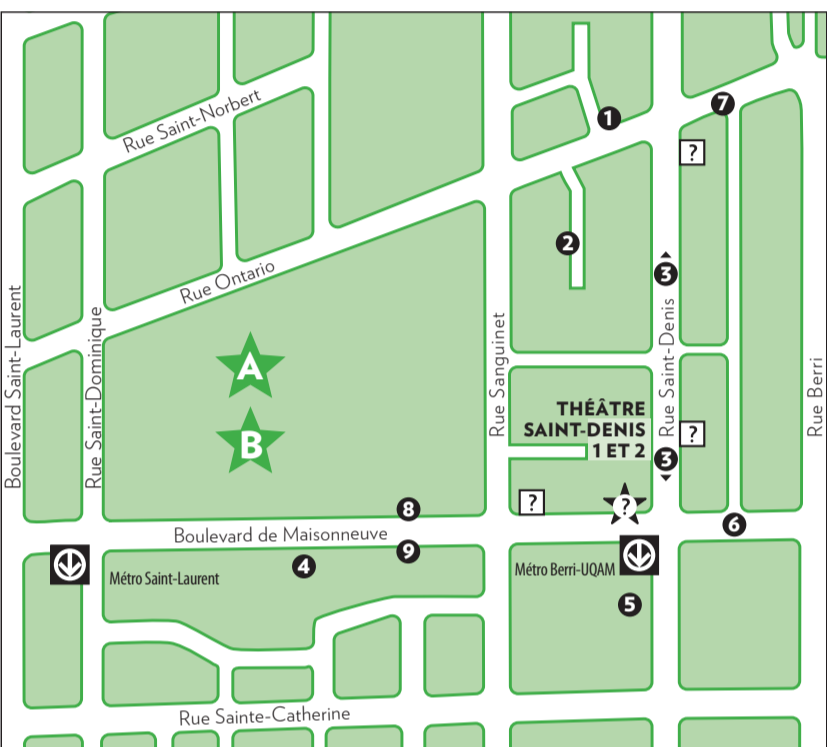 Rue Saint-Norbert
7
1
?
2
3
Rue Ontario
Boulevard Saint-Laurent
Rue Saint-Dominique
Rue Sanguinet
Rue Saint-Denis
Rue Berri
A
B
THÉÂTRE
SAINT-DENIS
1 ET 2
?
3
?
?
8
6
Boulevard de Maisonneuve
9
4
Métro Saint-Laurent
Métro Berri-UQAM
5
Rue Sainte-Catherine